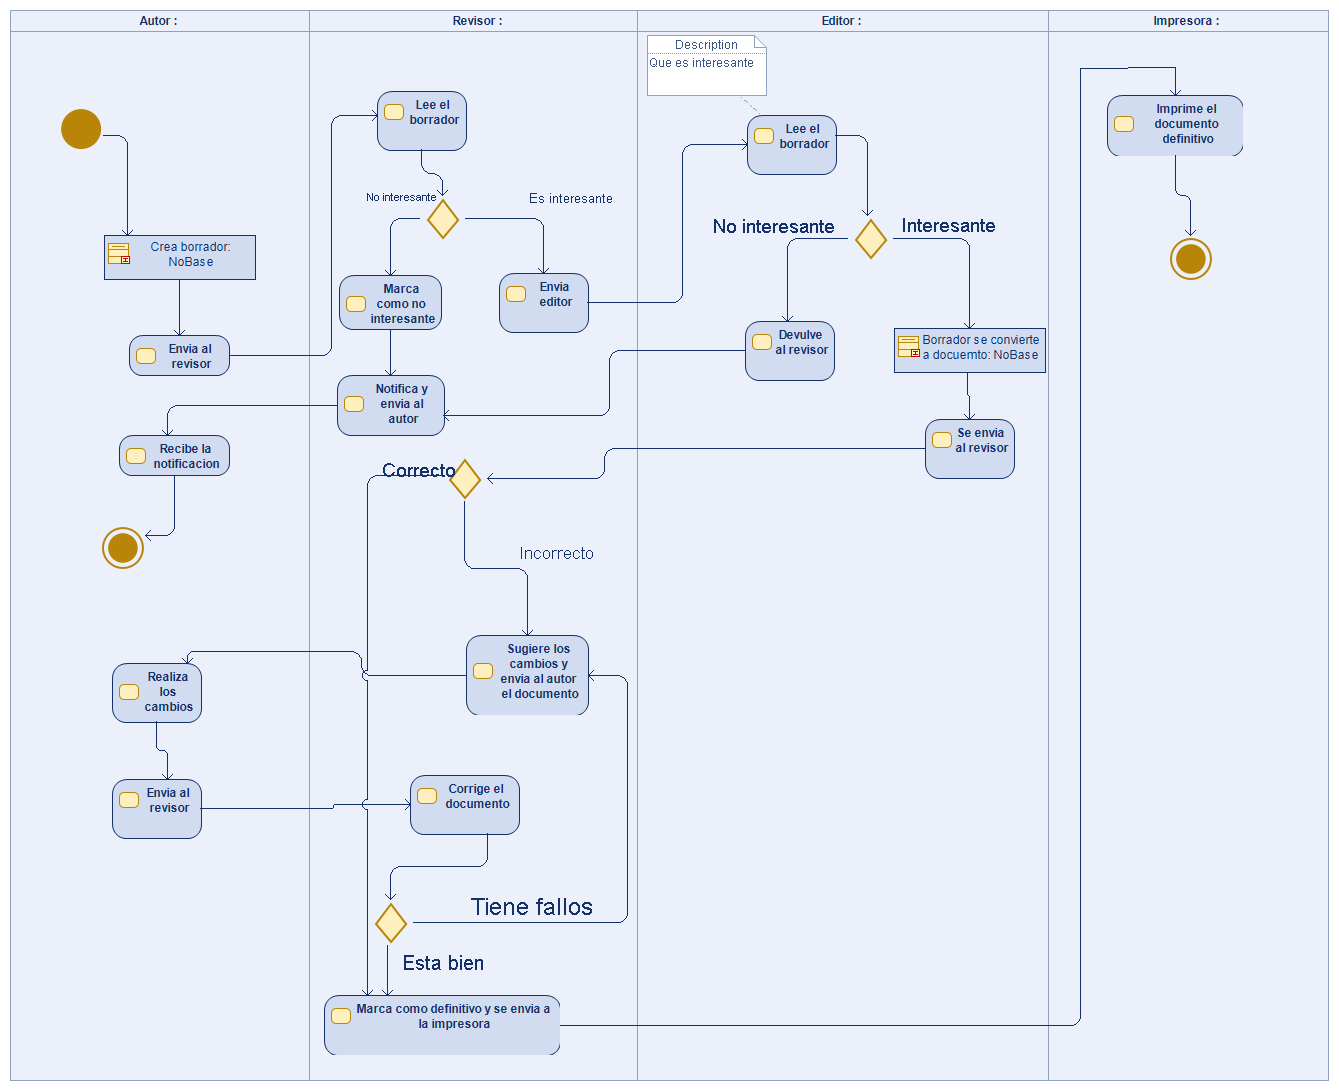 Autor :
Revisor :
Editor :
Impresora :
Description
Que es interesante
Lee el
borrador
Lee el
borrador
Imprime el
documento
definitivo
No interesante
Es interesante
No interesante
Interesante
Crea borrador:
NoBase
Marca
como no
interesante
Envia
editor
Envia al
revisor
Devulve
al revisor
Borrador se convierte
a docuemto: NoBase
Notifica y
envia al
autor
Recibe la
notificacion
Se envia
al revisor
Correcto
Incorrecto
Sugiere los
cambios y
envia al autor
el documento
Realiza
los
cambios
Envia al
revisor
Corrige el
documento
Tiene fallos
Esta bien
Marca como definitivo y se envia a
la impresora